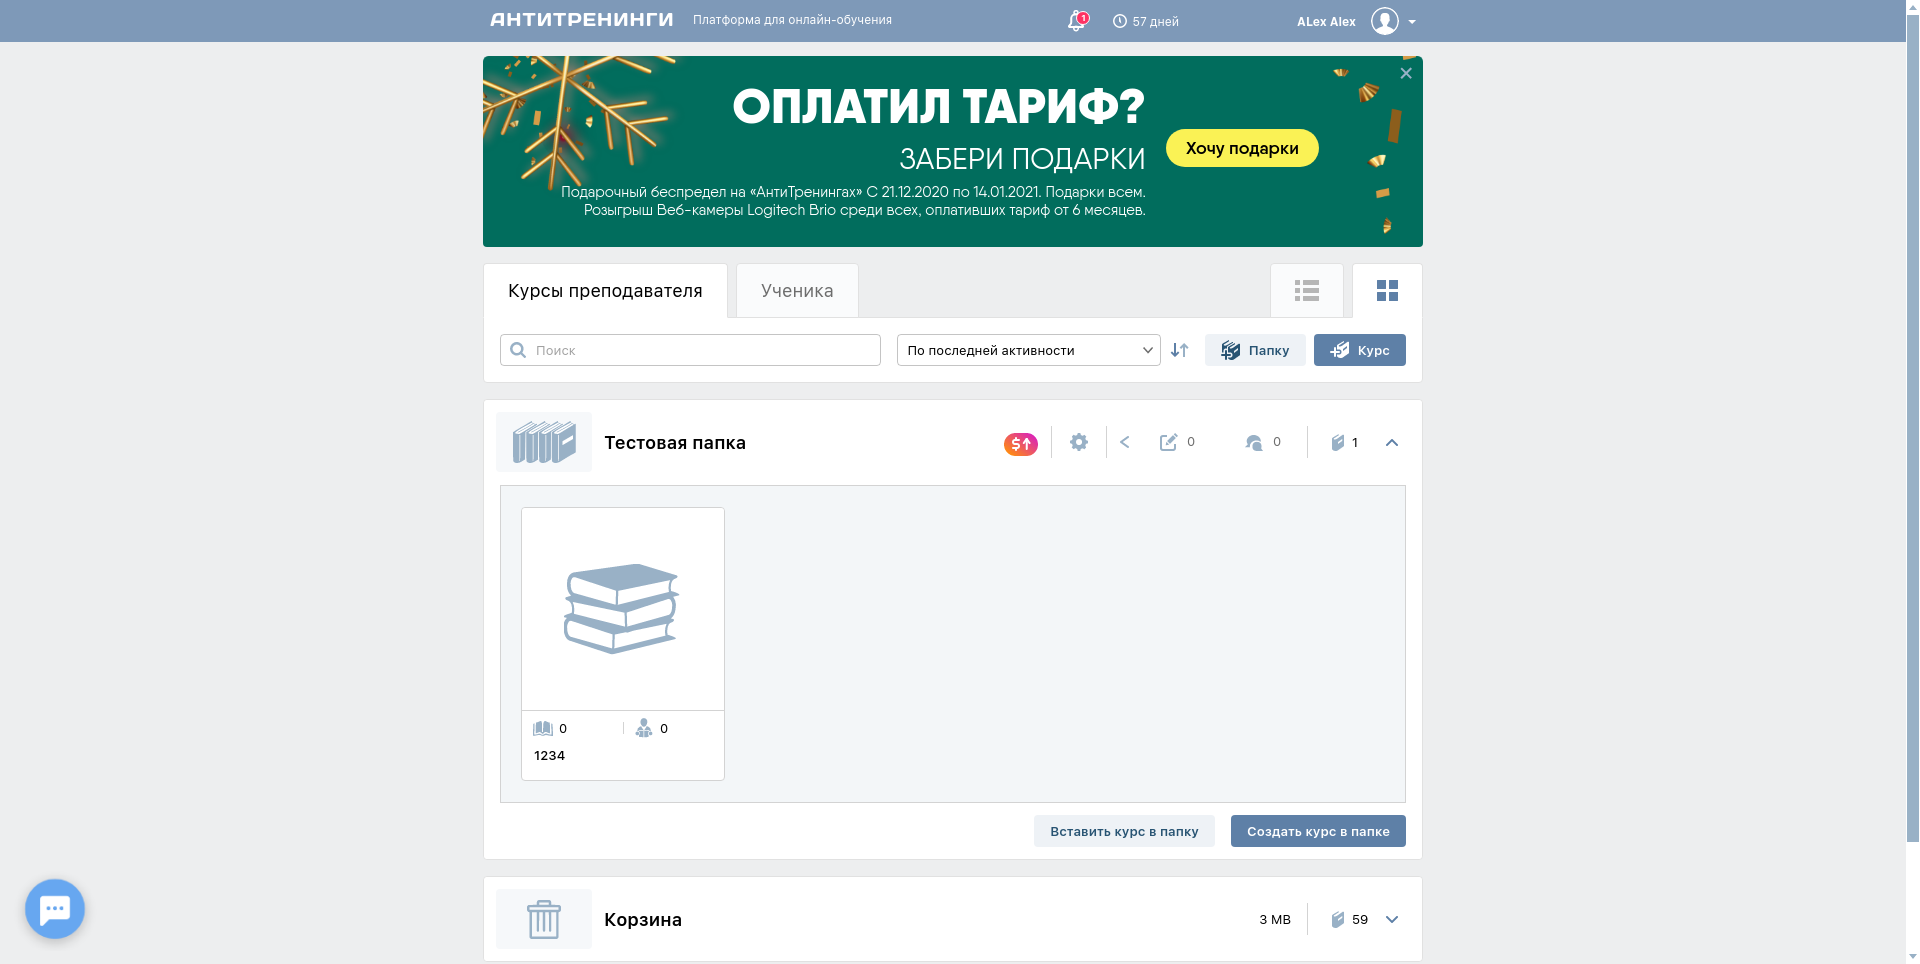 АНТИТРЕНИНГИ Платформа для онлайн-обучения 1 57 дней ALex Alex
ОПЛАТИЛ ТАРИФ?
ЗАБЕРИ ПОДАРКИ
Хочу подарки
Подарочный беспредел на «АнтиТренингах» С 21.12.2020 по 14.01.2021. Подарки всем.
Розыгрыш Веб-камеры Logitech Brio среди всех, оплативших тариф от 6 месяцев.
Курсы преподавателя Ученика
Поиск По последней активности Папку Курс
Тестовая папка $ 0 0 1
0 0
1234
Вставить курс в папку Создать курс в папке
Корзина 3 MB 59